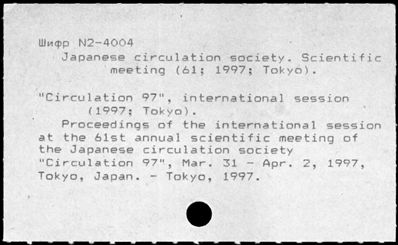 Шифр N2-4004
Japanese circulation society. Scientific
meeting (61; 1997; Tokyo).
"Circulation 97", international session
(1997; Tokyo).
Proceedings of the international session
at the 61st annual scientific meeting of
the Japanese circulation society
"Circulation 97", Mar. 31 - Apr. 2, 1997,
Tokyo, Japan. - Tokyo, 1997.